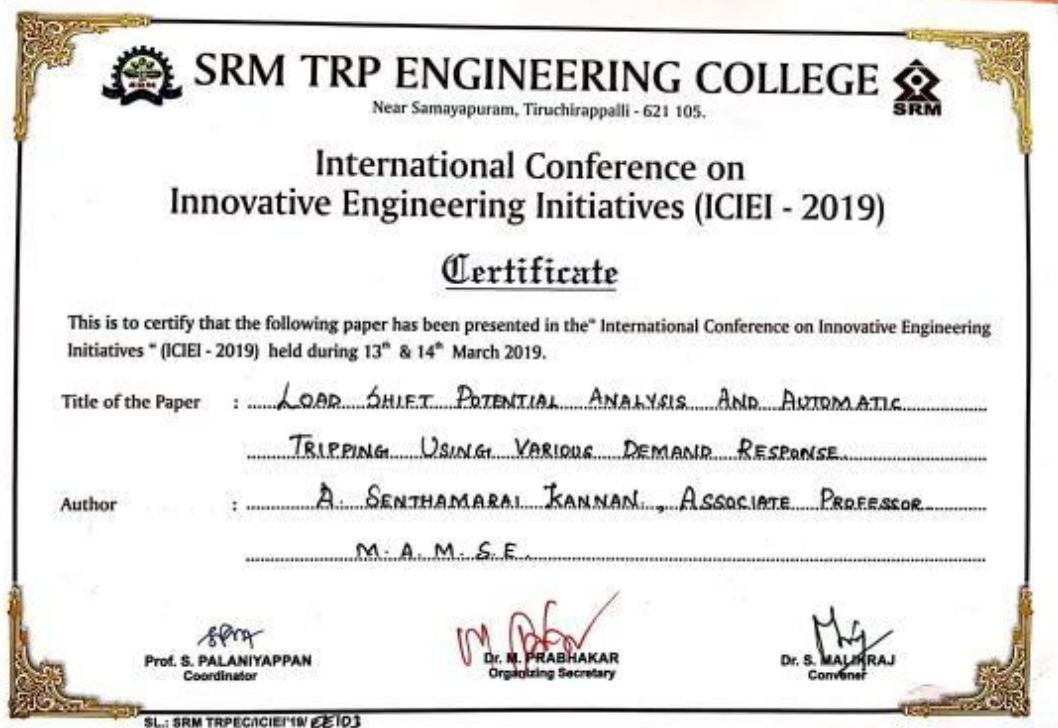 SRM TRP ENGINEERING COLLEGE
SRM
SRM
Near Samayapuram, Tiruchirappalli - 621 105.
International Conference on
Innovative Engineering Initiatives (ICIEI - 2019)
Certificate
This is to certify that the following paper has been presented in the" International Conference on Innovative Engineering
Initiatives " (ICIEI - 2019) held during 13th & 14th March 2019.
Title of the Paper : LOAD SHIFT POTENTIAL ANALYSIS AND AUTOMATIC
TRIPPING USING VARIOUS DEMAND RESPONSE.
Author : A. SENTHAMARAI KANNAN., ASSOCIATE PROFESSOR
M. A. M. S. E.
Prof. S. PALANIYAPPAN
Coordinator
Dr. M. PRABHAKAR
Organizing Secretary
Dr. S. MALIKRAJ
Convener
SL.: SRM TRPEC/ICIEI'19/ EE103